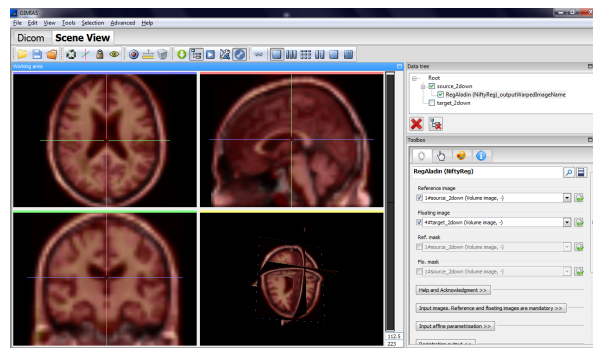 GIMIAS
File Edit View Tools Selection Advanced Help
Dicom Scene View
Working area
Data tree
Root
source_2down
RegAladin (NiftyReg)_outputWarpedImageName
target_2down
Toolbox
RegAladin (NiftyReg)
Reference image
1#source_2down (Volume image, -)
Floating image
4#target_2down (Volume image, -)
Ref. mask
1#source_2down (Volume image, -)
Flo. mask
1#source_2down (Volume image, -)
Help and Acknowledgment >>
Input images. Reference and floating images are mandatory >>
Input affine parametrisation >>
Registration output >>
112.5
223